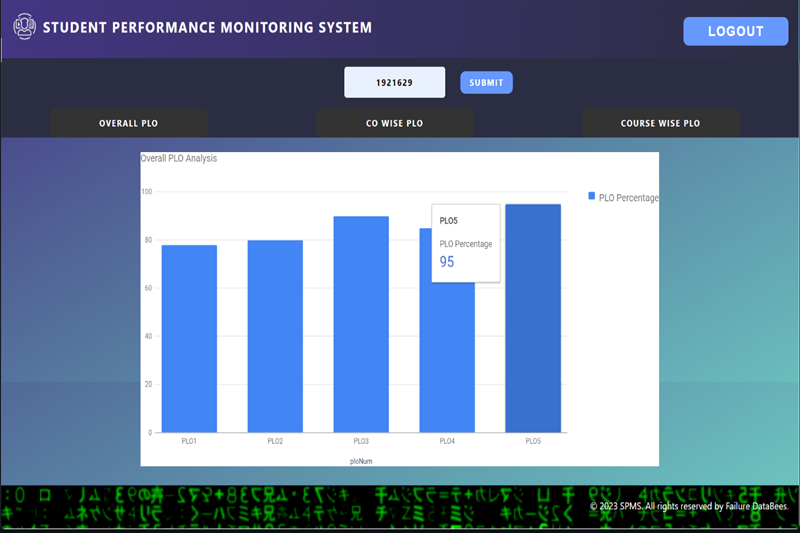 STUDENT PERFORMANCE MONITORING SYSTEM
LOGOUT
1921629
SUBMIT
OVERALL PLO
CO WISE PLO
COURSE WISE PLO
Overall PLO Analysis
100
80
60
40
20
0
PLO Percentage
PLO5
PLO Percentage
95
PLO1
PLO2
PLO3
PLO4
PLO5
ploNum
© 2023 SPMS. All rights reserved by Failure DataBees.